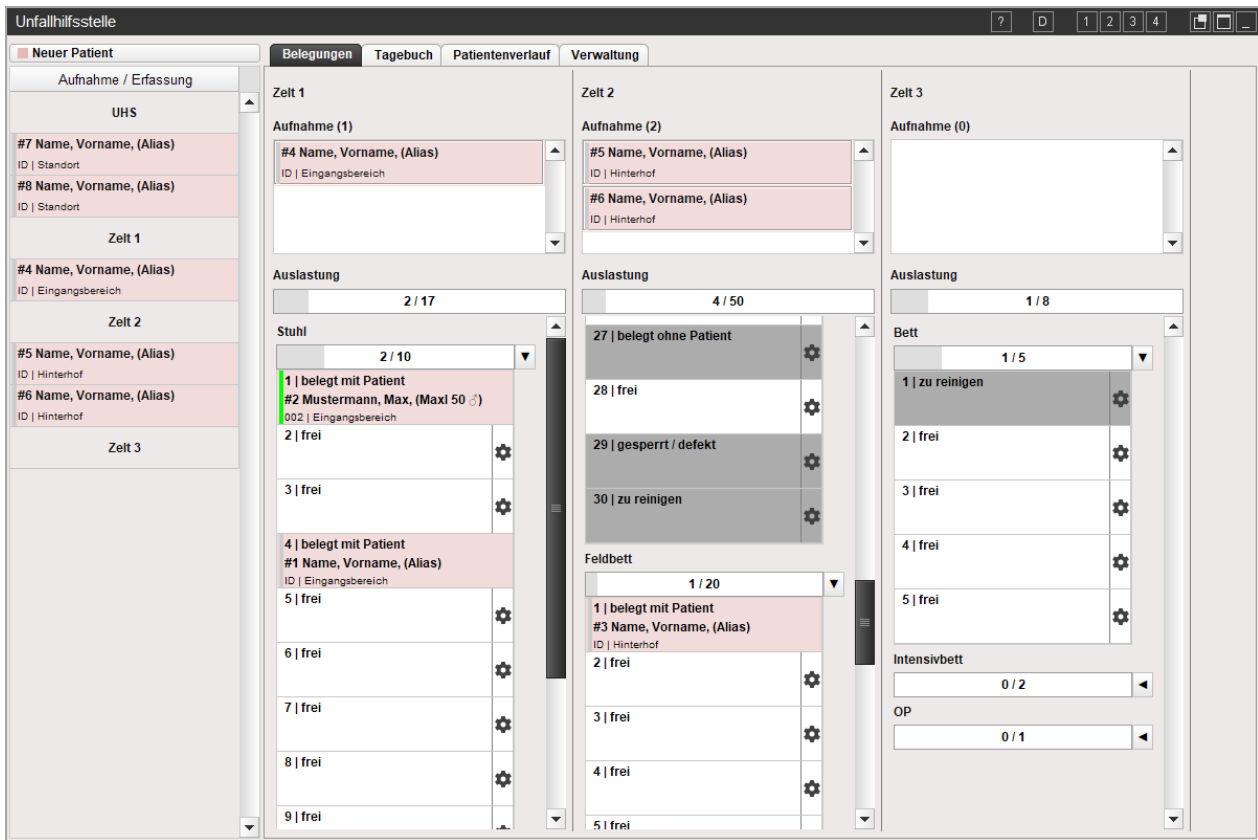 Unfallhilfsstelle
? D 1 2 3 4
Neuer Patient
Aufnahme / Erfassung
UHS
#7 Name, Vorname, (Alias)
ID | Standort
#8 Name, Vorname, (Alias)
ID | Standort
Zelt 1
#4 Name, Vorname, (Alias)
ID | Eingangsbereich
Zelt 2
#5 Name, Vorname, (Alias)
ID | Hinterhof
#6 Name, Vorname, (Alias)
ID | Hinterhof
Zelt 3
Belegungen Tagebuch Patientenverlauf Verwaltung
Zelt 1
Aufnahme (1)
#4 Name, Vorname, (Alias)
ID | Eingangsbereich
Auslastung
2 / 17
Stuhl
2 / 10
1 | belegt mit Patient
#2 Mustermann, Max, (Maxl 50 ♂)
002 | Eingangsbereich
2 | frei
3 | frei
4 | belegt mit Patient
#1 Name, Vorname, (Alias)
ID | Eingangsbereich
5 | frei
6 | frei
7 | frei
8 | frei
9 | frei
Zelt 2
Aufnahme (2)
#5 Name, Vorname, (Alias)
ID | Hinterhof
#6 Name, Vorname, (Alias)
ID | Hinterhof
Auslastung
4 / 50
27 | belegt ohne Patient
28 | frei
29 | gesperrt / defekt
30 | zu reinigen
Feldbett
1 / 20
1 | belegt mit Patient
#3 Name, Vorname, (Alias)
ID | Hinterhof
2 | frei
3 | frei
4 | frei
5 | frei
Zelt 3
Aufnahme (0)
Auslastung
1 / 8
Bett
1 / 5
1 | zu reinigen
2 | frei
3 | frei
4 | frei
5 | frei
Intensivbett
0 / 2
OP
0 / 1